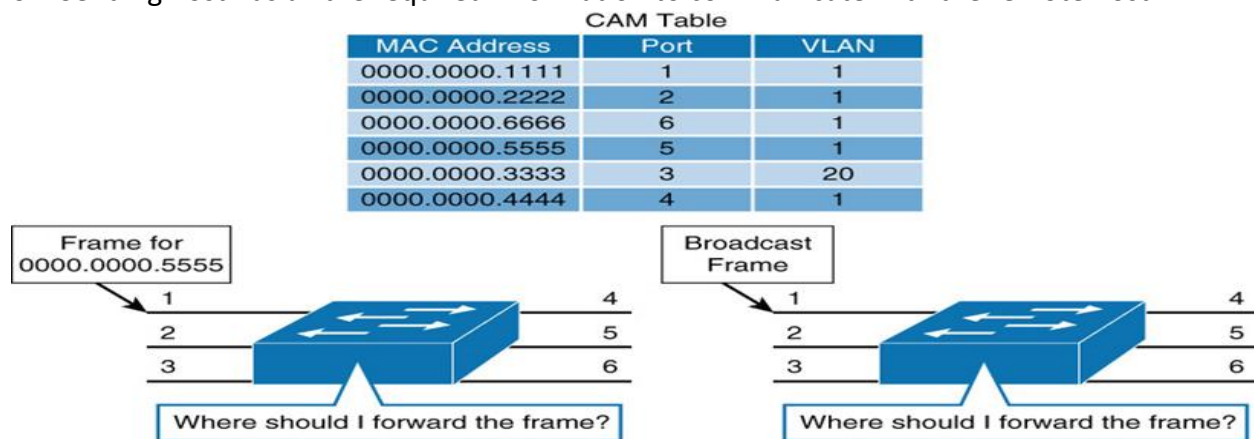 CAM Table
MAC Address Port VLAN
0000.0000.1111 1 1
0000.0000.2222 2 1
0000.0000.6666 6 1
0000.0000.5555 5 1
0000.0000.3333 3 20
0000.0000.4444 4 1
Frame for
0000.0000.5555
1 4
2 5
3 6
Where should I forward the frame?
Broadcast
Frame
1 4
2 5
3 6
Where should I forward the frame?